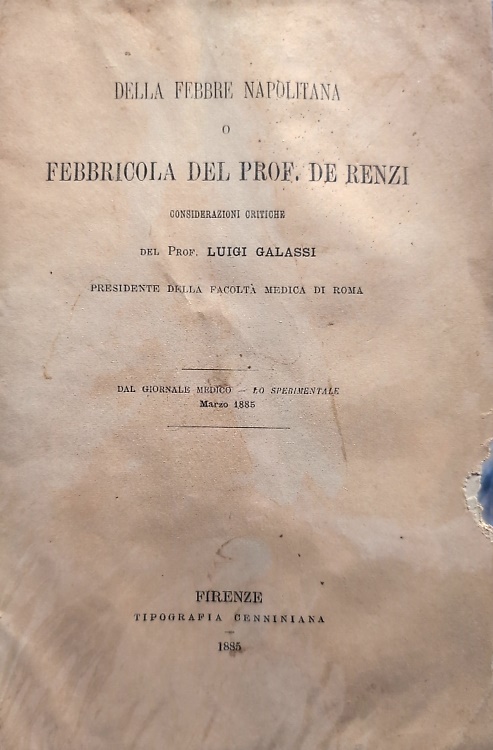 DELLA FEBBRE NAPOLITANA
O
FEBBRICOLA DEL PROF. DE RENZI
CONSIDERAZIONI CRITICHE
DEL PROF. LUIGI GALASSI
PRESIDENTE DELLA FACOLTÀ MEDICA DI ROMA
DAL GIORNALE MEDICO — LO SPERIMENTALE
Marzo 1885
FIRENZE
TIPOGRAFIA CENNINIANA
1885